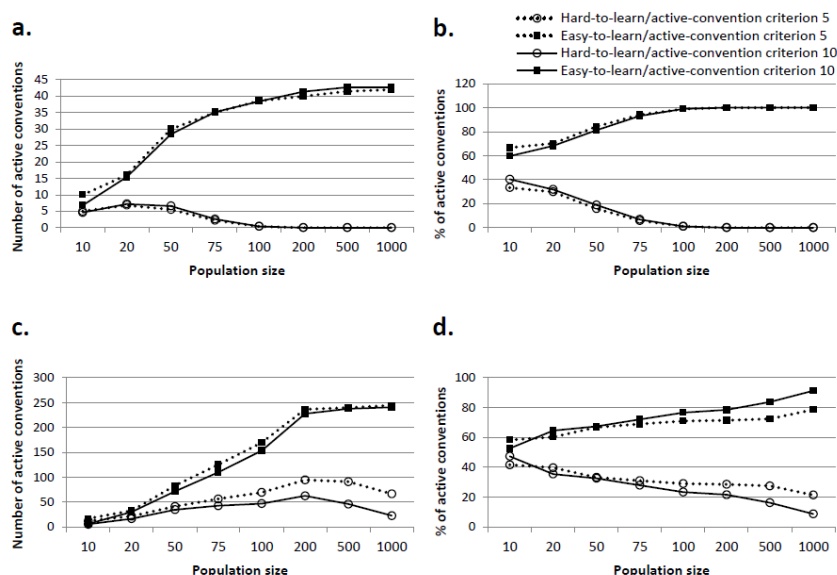 a.
Number of active conventions
45
40
35
30
25
20
15
10
5
0
10 20 50 75 100 200 500 1000
Population size
b.
Hard-to-learn/active-convention criterion 5
Easy-to-learn/active-convention criterion 5
Hard-to-learn/active-convention criterion 10
Easy-to-learn/active-convention criterion 10
% of active conventions
120
100
80
60
40
20
0
10 20 50 75 100 200 500 1000
Population size
c.
Number of active conventions
300
250
200
150
100
50
0
10 20 50 75 100 200 500 1000
Population size
d.
% of active conventions
100
80
60
40
20
0
10 20 50 75 100 200 500 1000
Population size